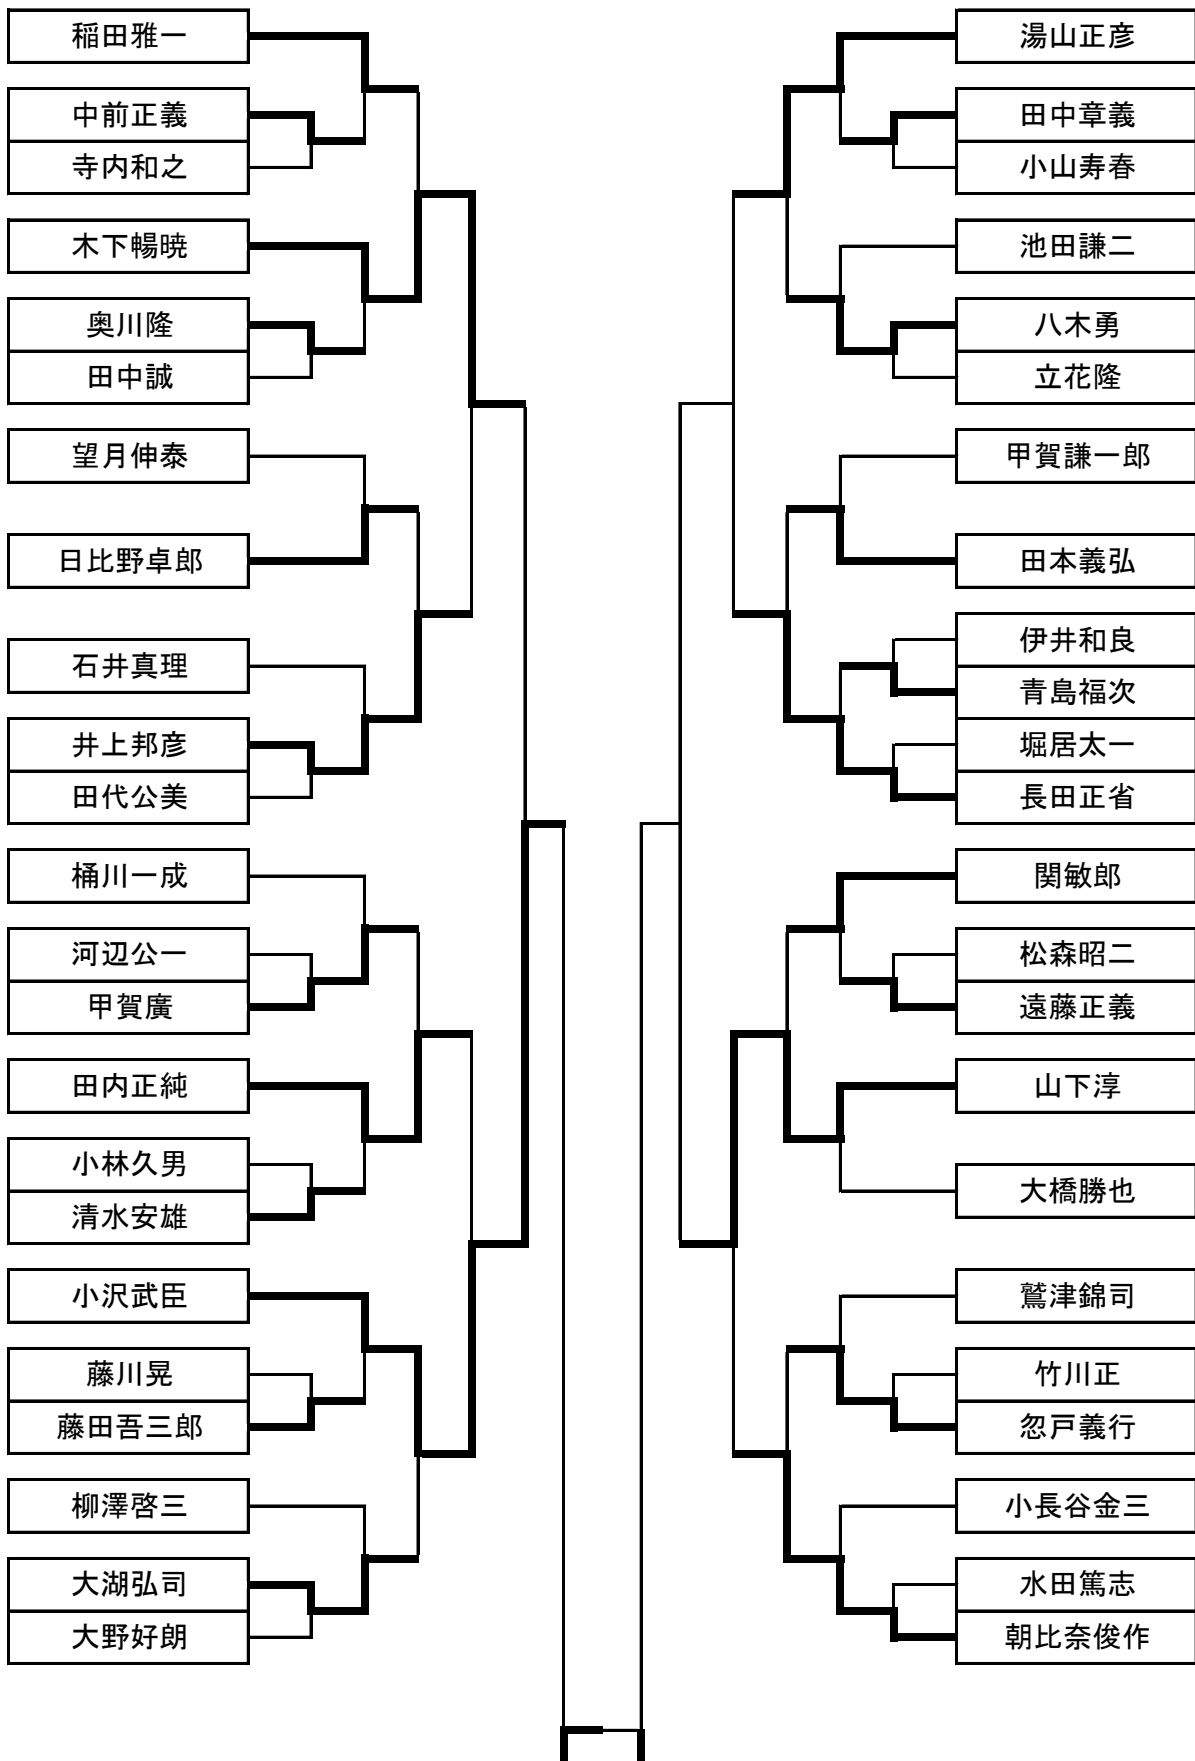 稲田雅一
中前正義
寺内和之
木下暢暁
奥川隆
田中誠
望月伸泰
日比野卓郎
石井真理
井上邦彦
田代公美
桶川一成
河辺公一
甲賀廣
田内正純
小林久男
清水安雄
小沢武臣
藤川晃
藤田吾三郎
柳澤啓三
大湖弘司
大野好朗
湯山正彦
田中章義
小山寿春
池田謙二
八木勇
立花隆
甲賀謙一郎
田本義弘
伊井和良
青島福次
堀居太一
長田正省
関敏郎
松森昭二
遠藤正義
山下淳
大橋勝也
鷲津錦司
竹川正
忽戸義行
小長谷金三
水田篤志
朝比奈俊作